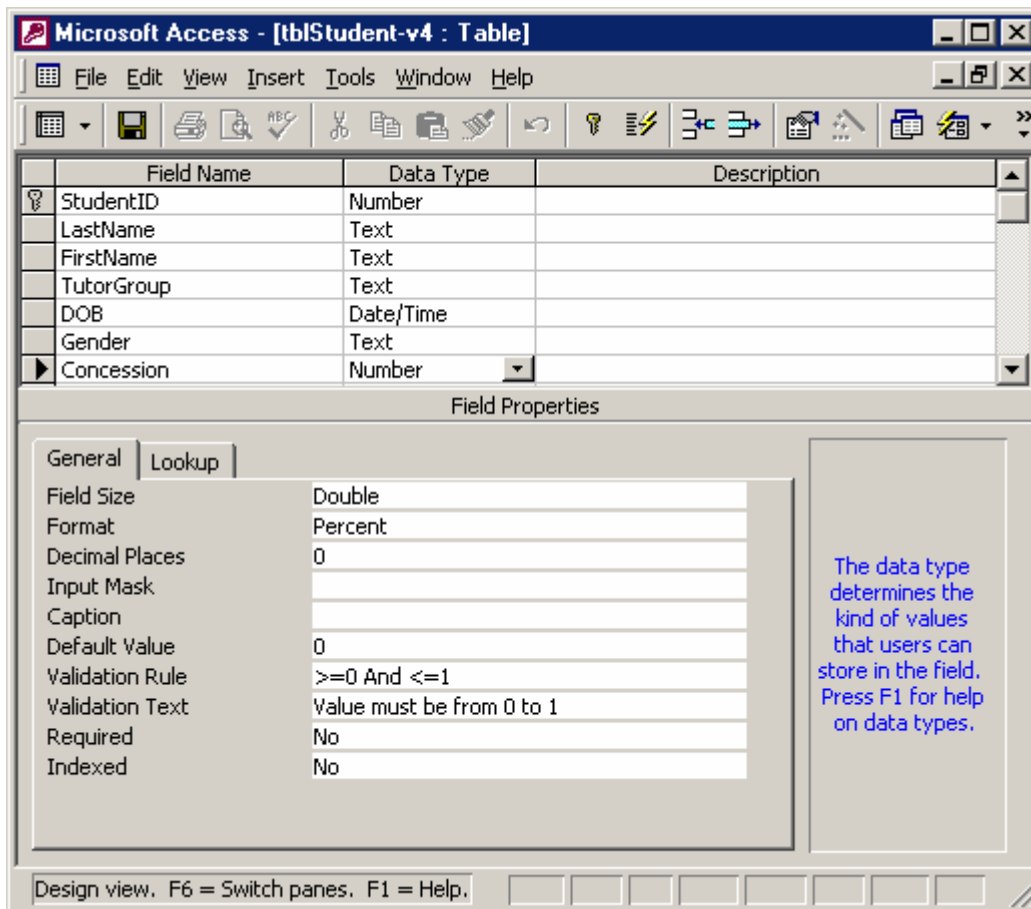 Microsoft Access - [tblStudent-v4 : Table]
File Edit View Insert Tools Window Help
ABC
Field Name Data Type Description
StudentID Number
LastName Text
FirstName Text
TutorGroup Text
DOB Date/Time
Gender Text
Concession Number
Field Properties
General Lookup
Field Size Double
Format Percent
Decimal Places 0
Input Mask
Caption
Default Value 0
Validation Rule >=0 And <=1
Validation Text Value must be from 0 to 1
Required No
Indexed No
The data type
determines the
kind of values
that users can
store in the field.
Press F1 for help
on data types.
Design view. F6 = Switch panes. F1 = Help.